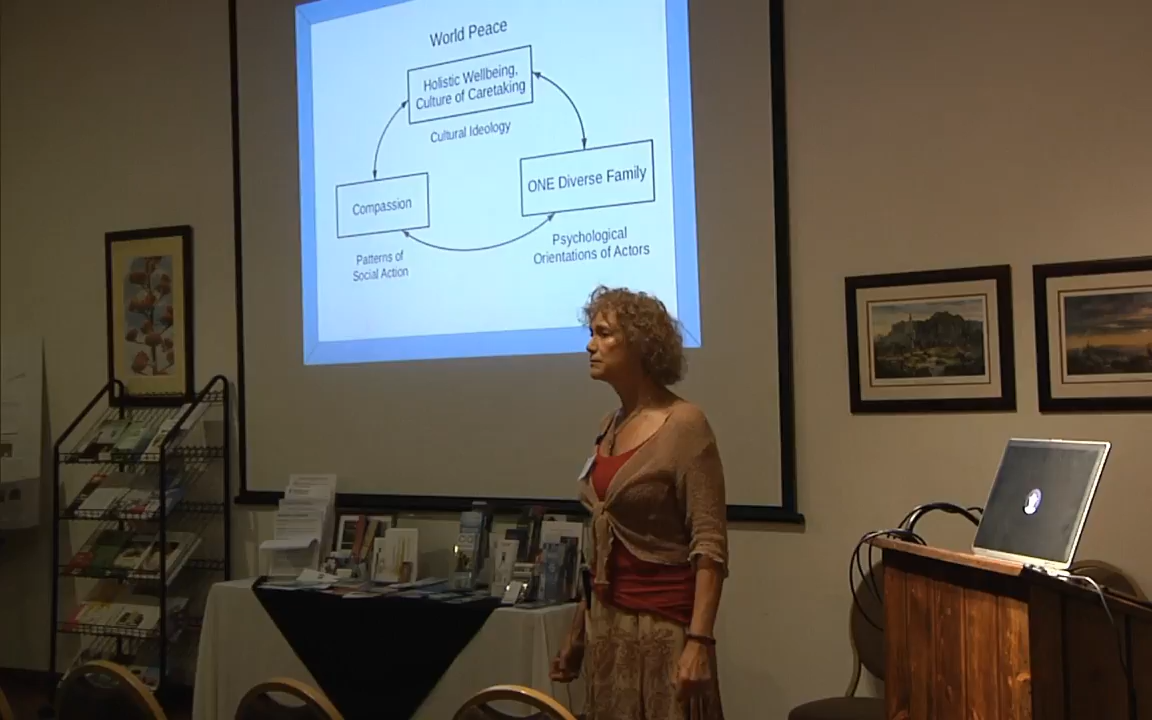 World Peace
Holistic Wellbeing,
Culture of Caretaking
Cultural Ideology
ONE Diverse Family
Compassion
Psychological
Orientations of Actors
Patterns of
Social Action